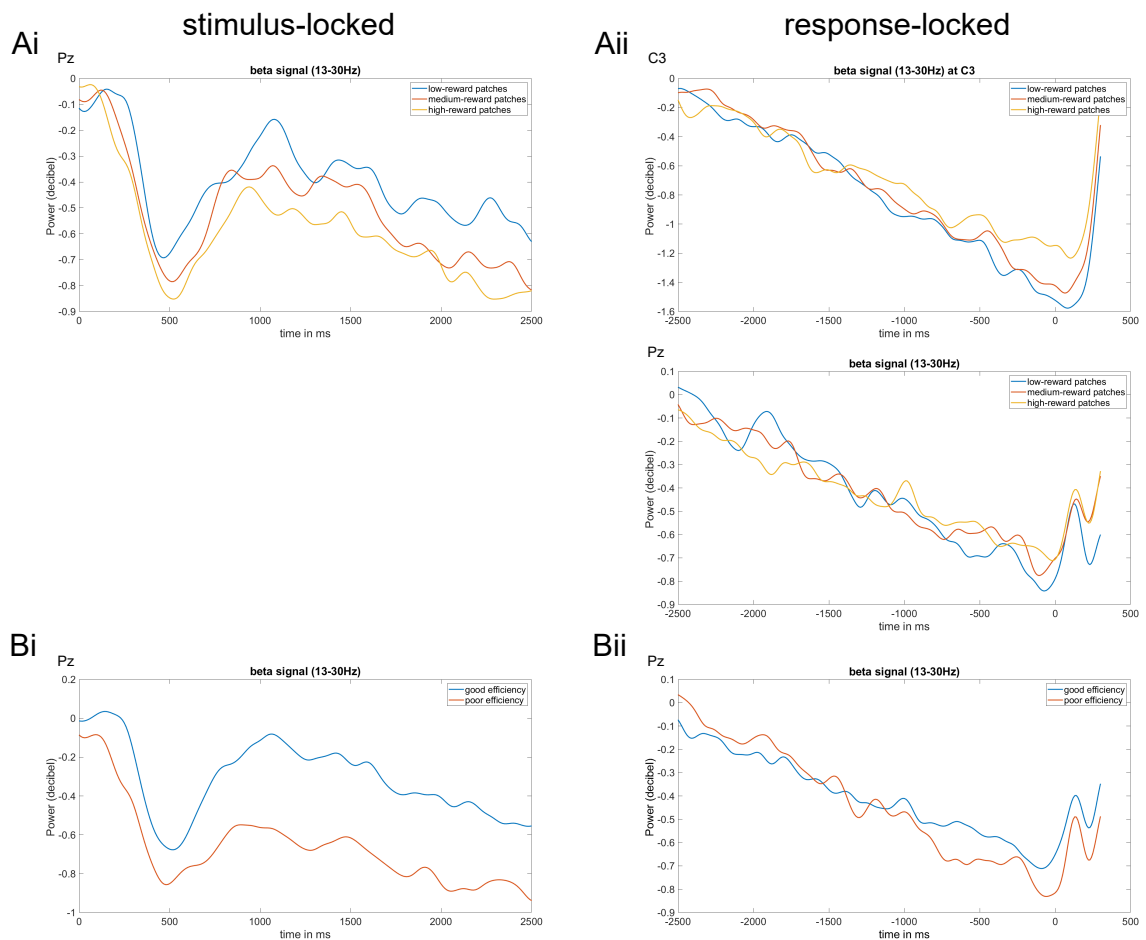 stimulus-locked
response-locked
Ai
Pz
beta signal (13-30Hz)
low-reward patches
medium-reward patches
high-reward patches
Power (decibel)
0
-0.1
-0.2
-0.3
-0.4
-0.5
-0.6
-0.7
-0.8
-0.9
0 500 1000 1500 2000 2500
time in ms
Aii
C3
beta signal (13-30Hz) at C3
low-reward patches
medium-reward patches
high-reward patches
Power (decibel)
0
-0.2
-0.4
-0.6
-0.8
-1
-1.2
-1.4
-1.6
-2500 -2000 -1500 -1000 -500 0 500
time in ms
Pz
beta signal (13-30Hz)
low-reward patches
medium-reward patches
high-reward patches
Power (decibel)
0.1
0
-0.1
-0.2
-0.3
-0.4
-0.5
-0.6
-0.7
-0.8
-0.9
-2500 -2000 -1500 -1000 -500 0 500
time in ms
Bi
Pz
beta signal (13-30Hz)
good efficiency
poor efficiency
Power (decibel)
0.2
0
-0.2
-0.4
-0.6
-0.8
-1
0 500 1000 1500 2000 2500
time in ms
Bii
Pz
beta signal (13-30Hz)
good efficiency
poor efficiency
Power (decibel)
0.1
0
-0.1
-0.2
-0.3
-0.4
-0.5
-0.6
-0.7
-0.8
-0.9
-2500 -2000 -1500 -1000 -500 0 500
time in ms